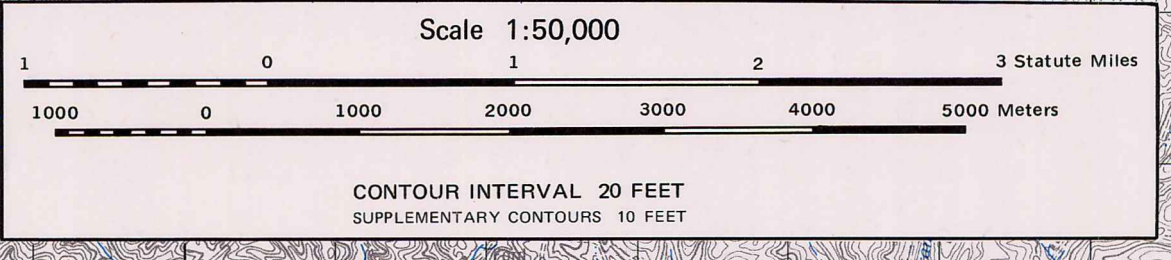 Scale 1:50,000
1 0 1 2 3 Statute Miles
1000 0 1000 2000 3000 4000 5000 Meters
CONTOUR INTERVAL 20 FEET
SUPPLEMENTARY CONTOURS 10 FEET